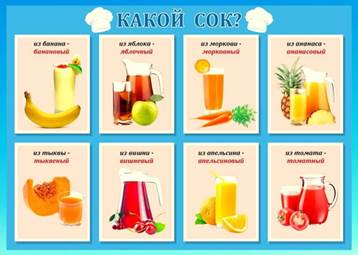 КАКОЙ СОК?
из банана -
банановый
из яблока -
яблочный
из моркови -
морковный
из ананаса -
ананасовый
из тыквы -
тыквенный
из вишни -
вишневый
из апельсина -
апельсиновый
из томата -
томатный